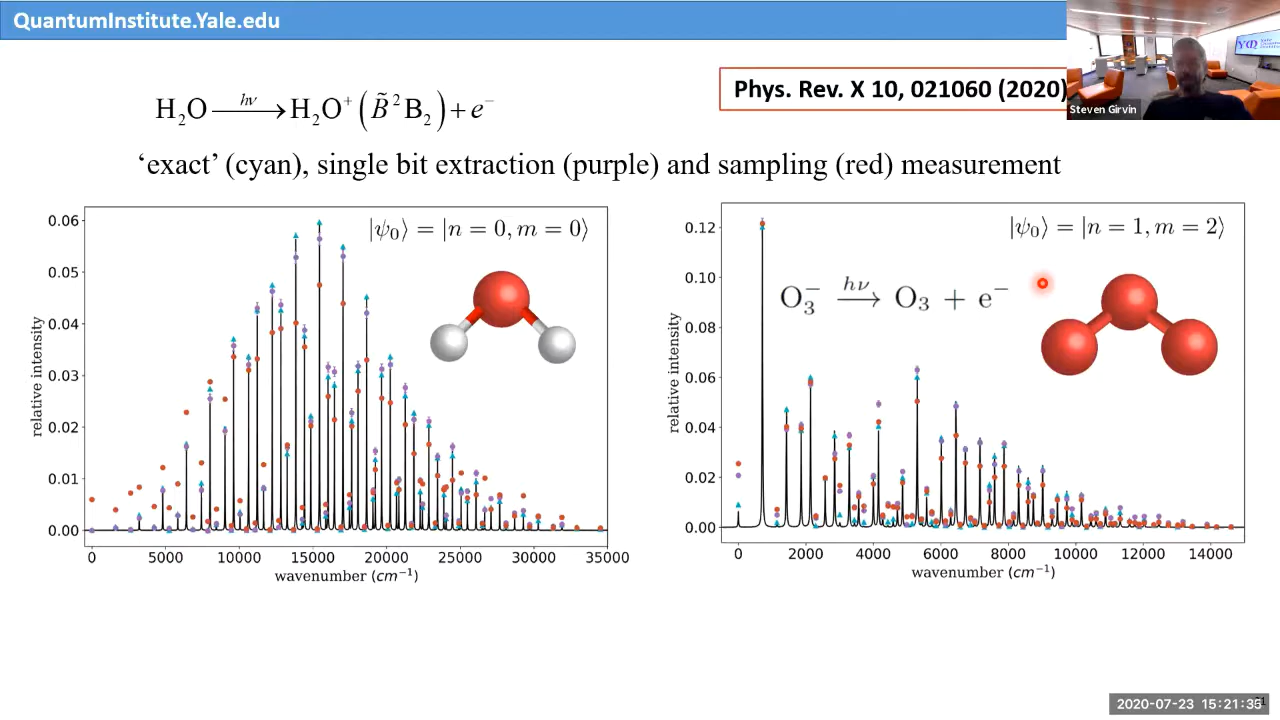 QuantumInstitute.Yale.edu
Steven Girvin
Phys. Rev. X 10, 021060 (2020)
H₂O —hν→ H₂O⁺ (B̃ ²B₂) + e⁻
‘exact’ (cyan), single bit extraction (purple) and sampling (red) measurement
|ψ₀⟩ = |n = 0, m = 0⟩
0.06
0.05
0.04
0.03
0.02
0.01
0.00
relative intensity
0 5000 10000 15000 20000 25000 30000 35000
wavenumber (cm⁻¹)
|ψ₀⟩ = |n = 1, m = 2⟩
O₃⁻ —hν→ O₃ + e⁻
0.12
0.10
0.08
0.06
0.04
0.02
0.00
relative intensity
0 2000 4000 6000 8000 10000 12000 14000
wavenumber (cm⁻¹)
2020-07-23 15:21:35